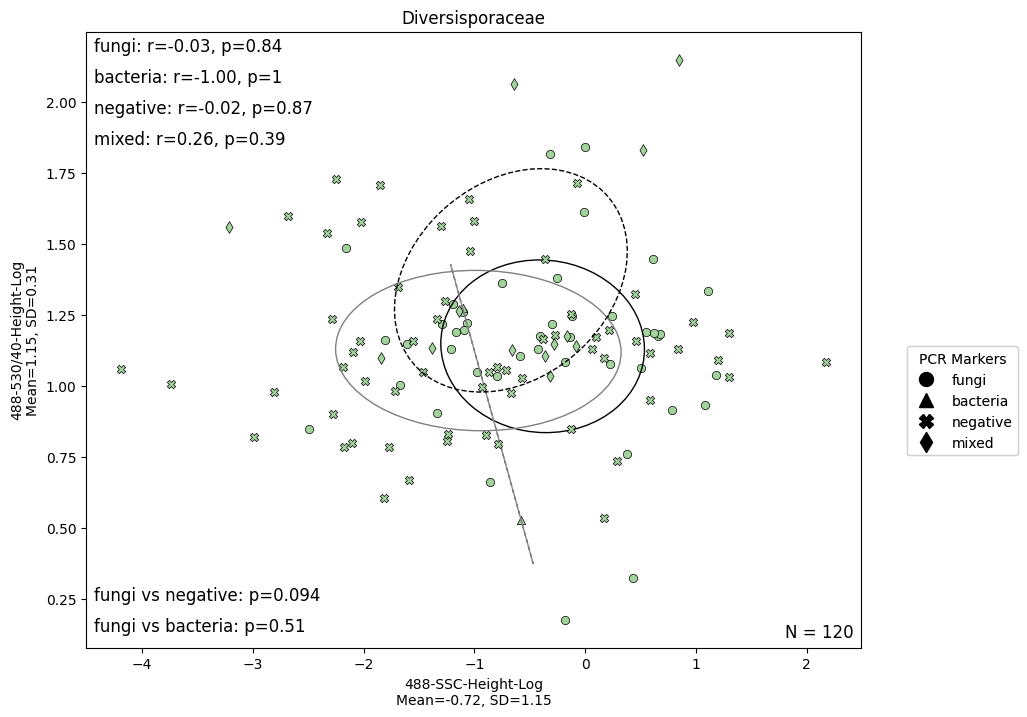 Diversisporaceae
fungi: r=-0.03, p=0.84
bacteria: r=-1.00, p=1
negative: r=-0.02, p=0.87
mixed: r=0.26, p=0.39
2.00
1.75
1.50
1.25
1.00
0.75
0.50
0.25
488-530/40-Height-Log
Mean=1.15, SD=0.31
fungi vs negative: p=0.094
fungi vs bacteria: p=0.51
N = 120
−4 −3 −2 −1 0 1 2
488-SSC-Height-Log
Mean=-0.72, SD=1.15
PCR Markers
fungi
bacteria
negative
mixed